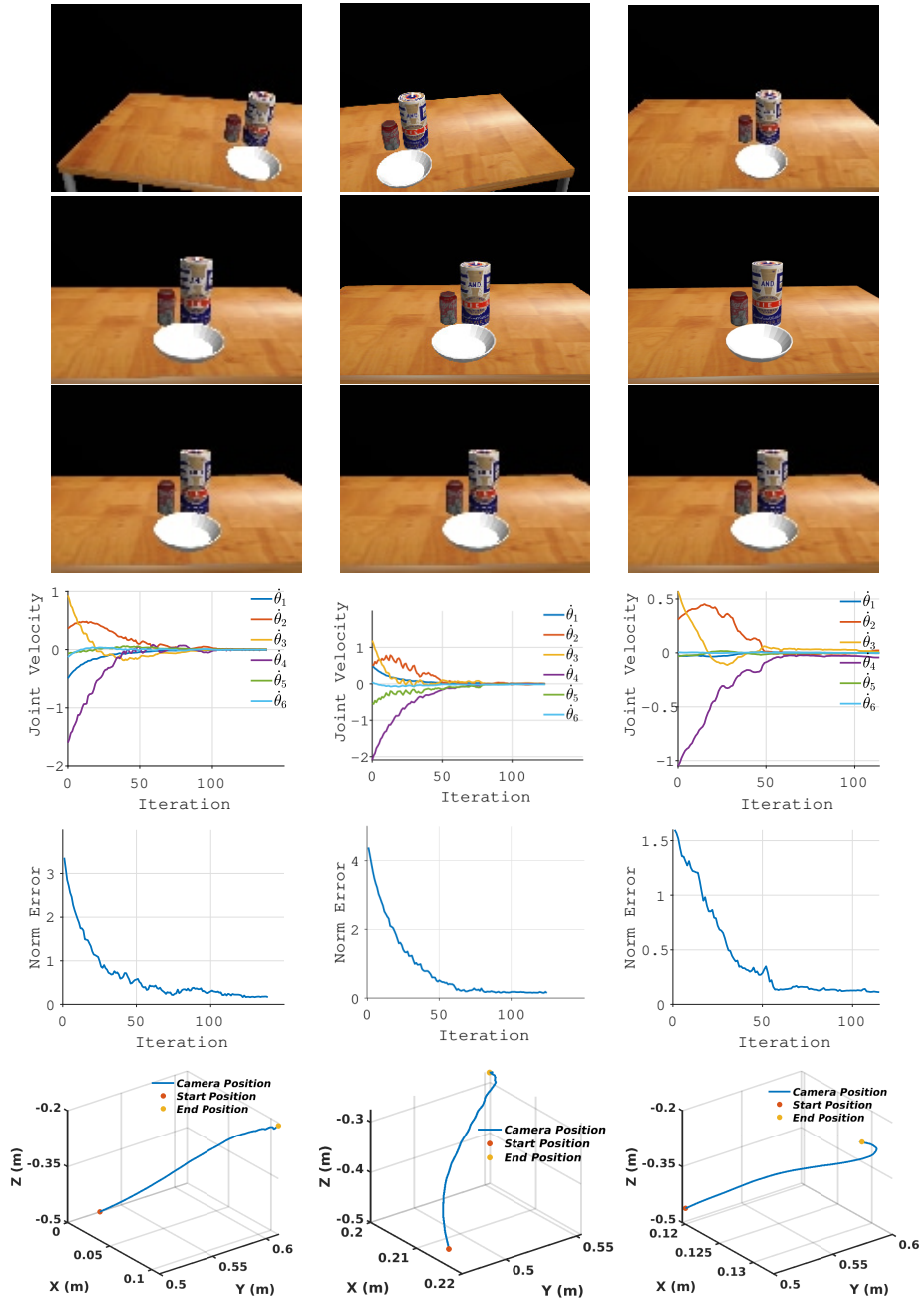 AND
AND
AND
1
0
−1
−2
0
50
100
Joint Velocity
Iteration
θ̇1
θ̇2
θ̇3
θ̇4
θ̇5
θ̇6
1
0
−1
−2
0
50
100
Joint Velocity
Iteration
θ̇1
θ̇2
θ̇3
θ̇4
θ̇5
θ̇6
0.5
0
−0.5
−1
0
50
100
Joint Velocity
Iteration
θ̇1
θ̇2
θ̇3
θ̇4
θ̇5
θ̇6
3
2
1
0
0
50
100
Norm Error
Iteration
4
2
0
0
50
100
Norm Error
Iteration
1.5
1
0.5
0
0
50
100
Norm Error
Iteration
Camera Position
Start Position
End Position
-0.2
-0.35
-0.5
Z (m)
0
0.05
0.1
X (m)
0.5
0.55
0.6
Y (m)
Camera Position
Start Position
End Position
-0.3
-0.4
-0.5
Z (m)
0.2
0.21
0.22
X (m)
0.5
0.55
Y (m)
Camera Position
Start Position
End Position
-0.2
-0.35
-0.5
Z (m)
0.12
0.125
0.13
X (m)
0.5
0.55
0.6
Y (m)